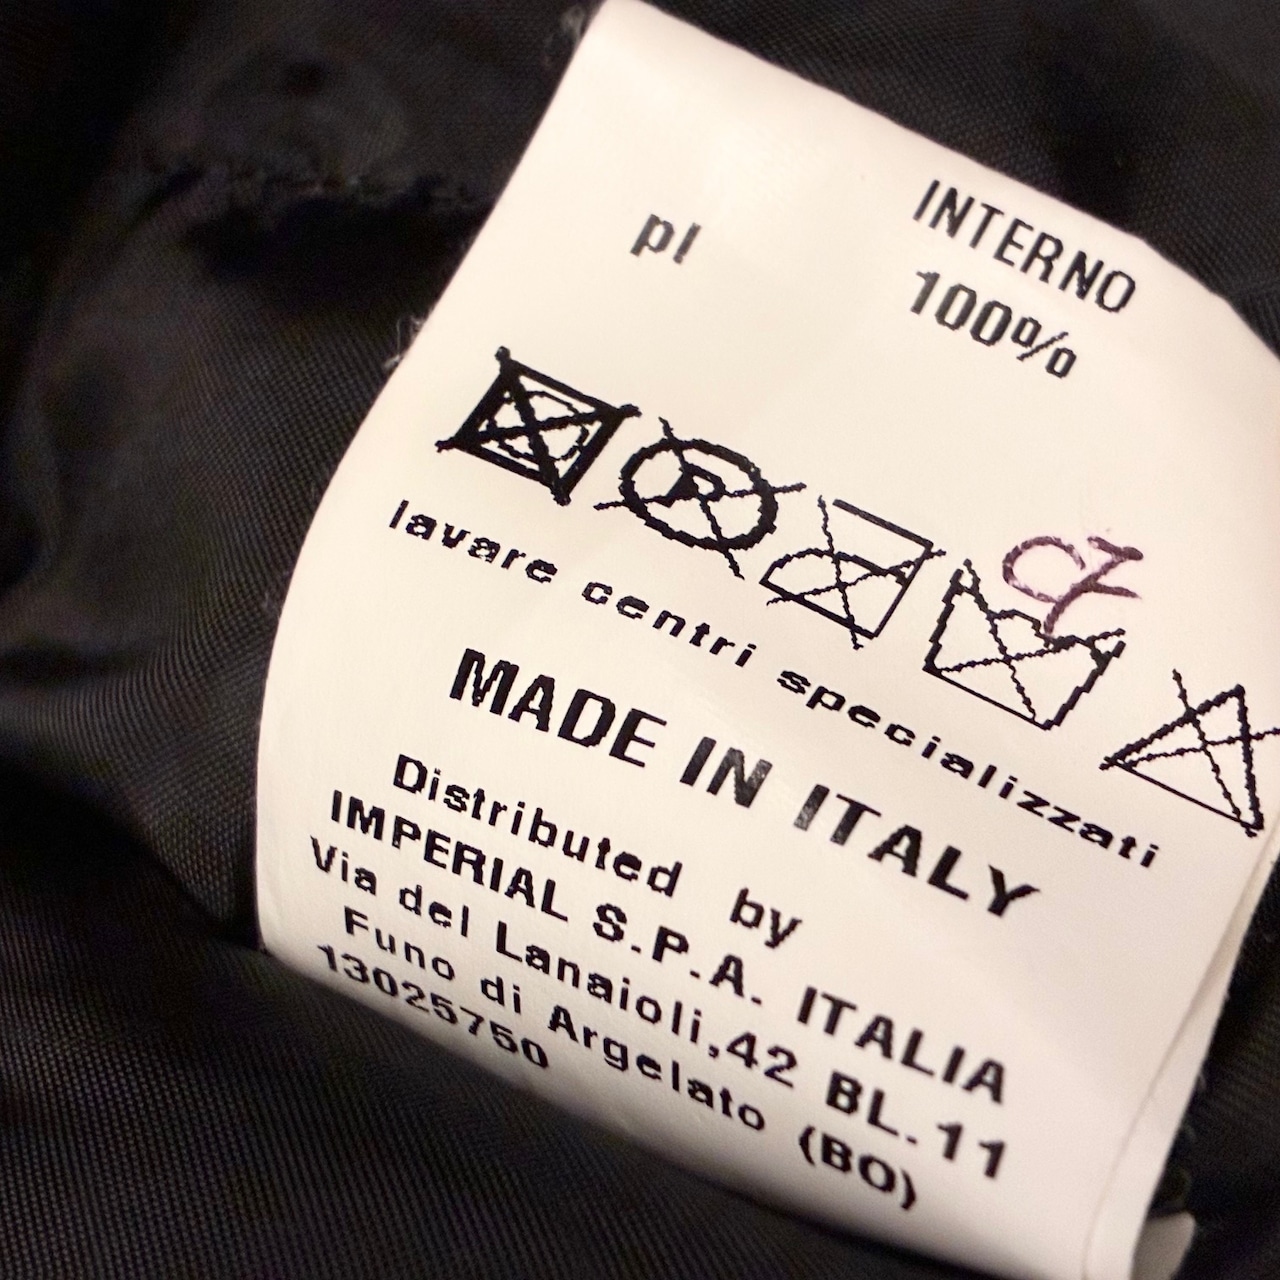 INTERNO
pl 100%
R
lavare centri specializzati
MADE IN ITALY
Distributed by
IMPERIAL S.P.A. ITALIA
Via del Lanaioli,42 BL.11
Funo di Argelato (BO)
13025750